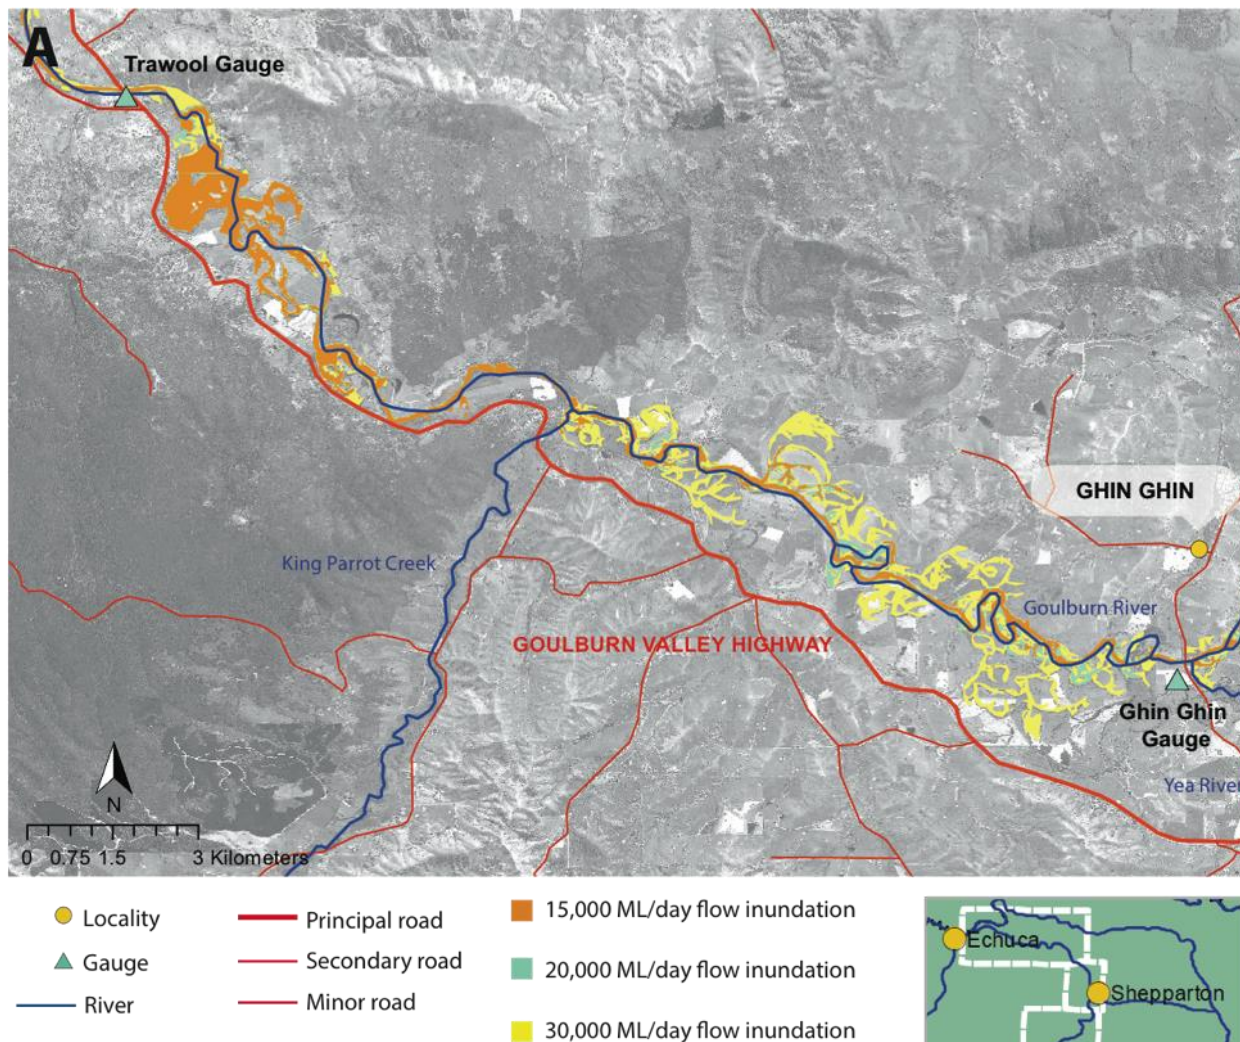 A
Trawool Gauge
GHIN GHIN
King Parrot Creek
Goulburn River
GOULBURN VALLEY HIGHWAY
Ghin Ghin
Gauge
Yea River
N
0 0.75 1.5 3 Kilometers
Locality
Gauge
River
Principal road
Secondary road
Minor road
15,000 ML/day flow inundation
20,000 ML/day flow inundation
30,000 ML/day flow inundation
Echuca
Shepparton